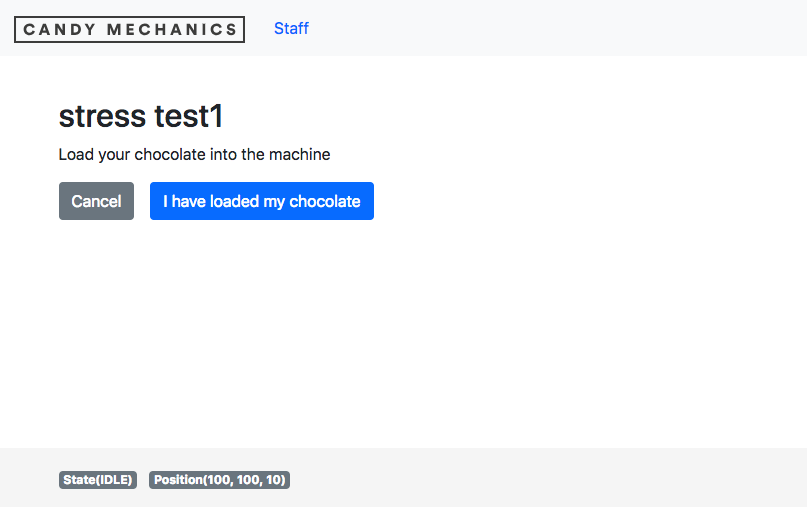 CANDY MECHANICS Staff
stress test1
Load your chocolate into the machine
Cancel I have loaded my chocolate
State(IDLE) Position(100, 100, 10)